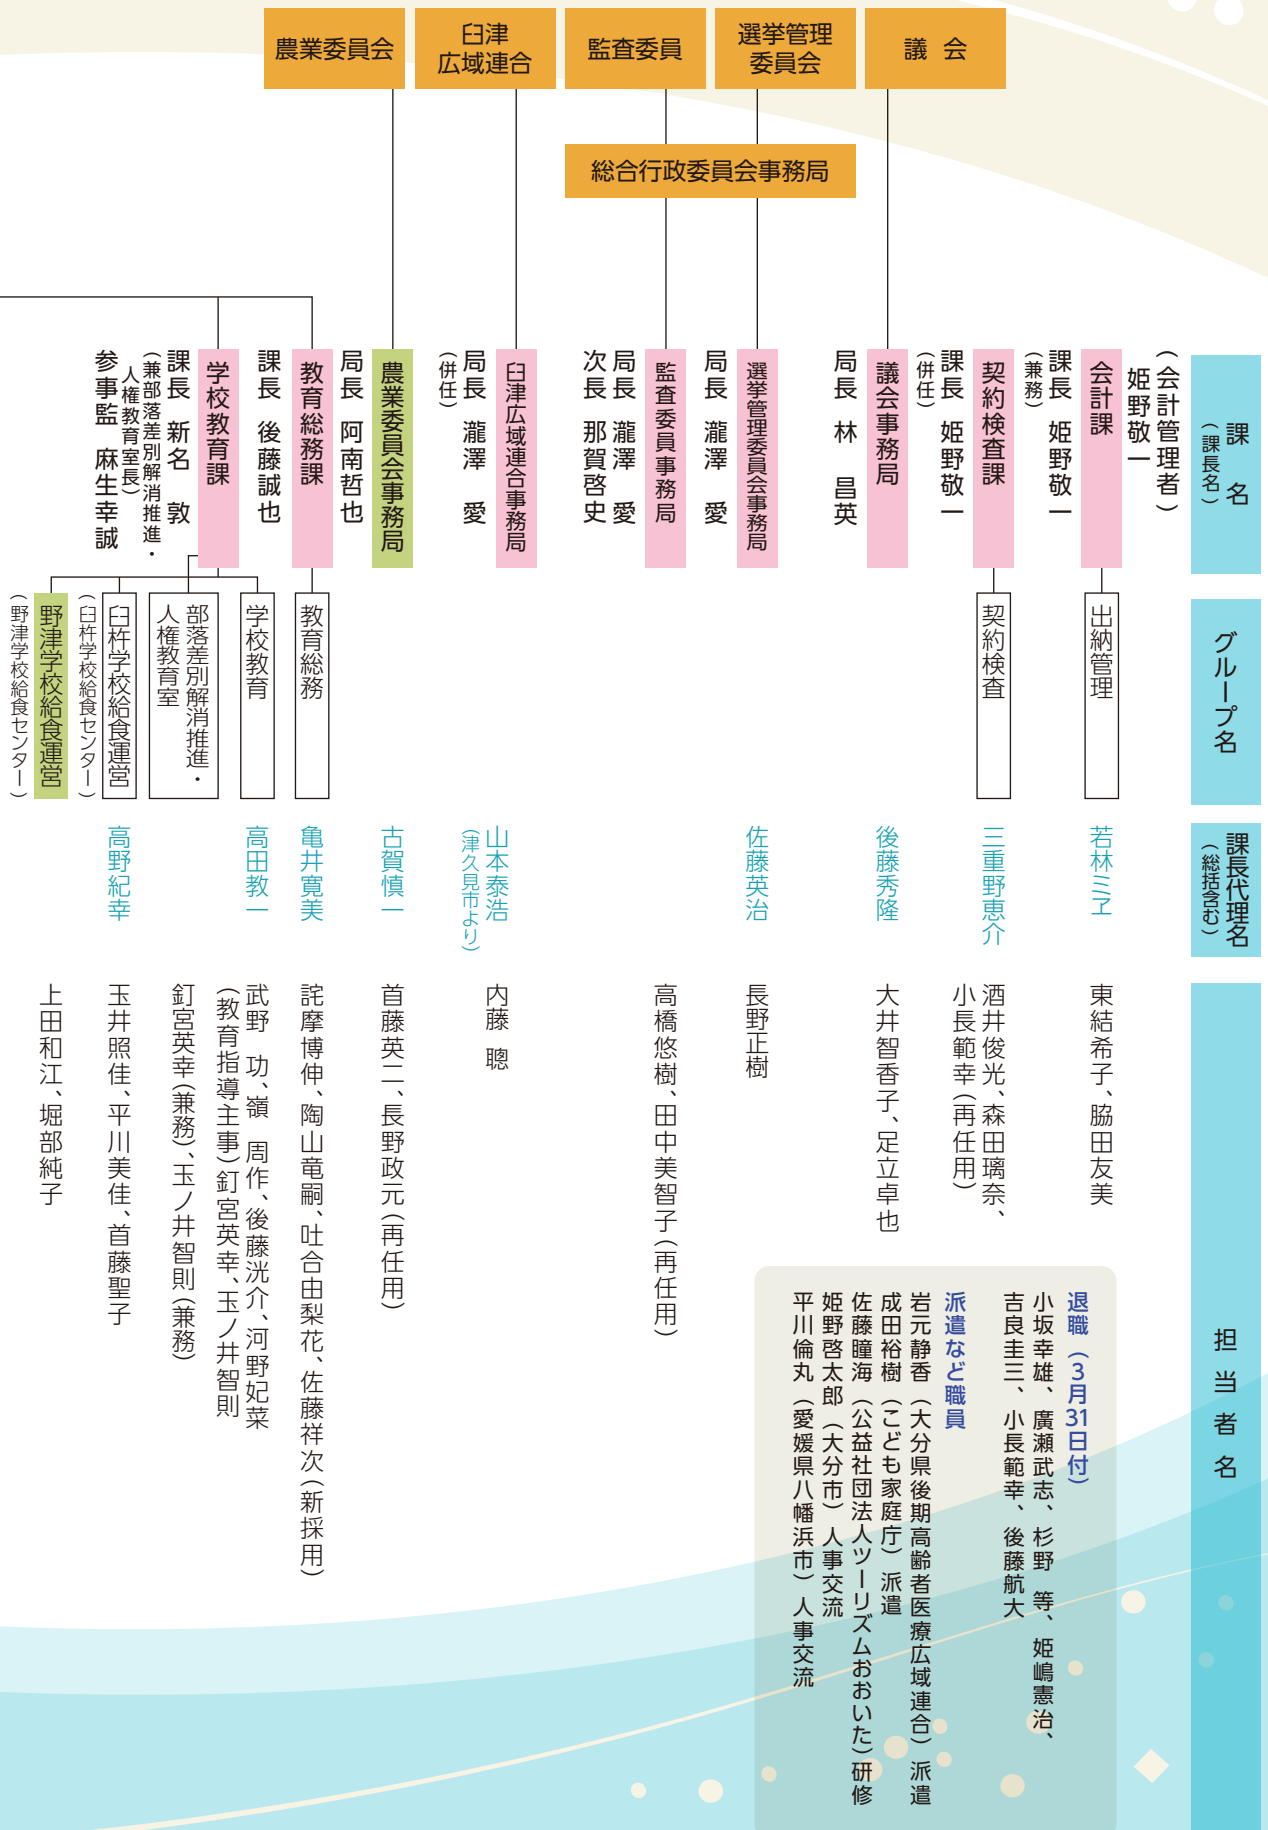 議会
選挙管理
委員会
監査委員
臼津
広域連合
農業委員会
総合行政委員会事務局
課名
（課長名）
グループ名
課長代理名
（総括含む）
担当者名
（会計管理者）
姫野敬一
会計課
課長 姫野敬一
（兼務）
出納管理
若林ミヱ
東結希子、脇田友美
契約検査課
課長 姫野敬一
（併任）
契約検査
三重野恵介
酒井俊光、森田璃奈、
小長範幸（再任用）
議会事務局
局長 林 昌英
後藤秀隆
大井智香子、足立卓也
選挙管理委員会事務局
局長 瀧澤 愛
佐藤英治
長野正樹
監査委員事務局
局長 瀧澤 愛
次長 那賀啓史
高橋悠樹、田中美智子（再任用）
臼津広域連合事務局
局長 瀧澤 愛
（併任）
山本泰浩
（津久見市より）
内藤 聰
農業委員会事務局
局長 阿南哲也
古賀慎一
首藤英二、長野政元（再任用）
教育総務課
課長 後藤誠也
教育総務
亀井寛美
詫摩博伸、陶山竜嗣、吐合由梨花、佐藤祥次（新採用）
学校教育課
課長 新名 敦
（兼部落差別解消推進・
人権教育室長）
参事監 麻生幸誠
学校教育
高田教一
武野 功、嶺 周作、後藤洸介、河野妃菜
（教育指導主事）釘宮英幸、玉ノ井智則
部落差別解消推進・
人権教育室
釘宮英幸（兼務）、玉ノ井智則（兼務）
臼杵学校給食運営
（臼杵学校給食センター）
高野紀幸
玉井照佳、平川美佳、首藤聖子
野津学校給食運営
（野津学校給食センター）
上田和江、堀部純子
退職（3月31日付）
小坂幸雄、廣瀬武志、杉野 等、姫嶋憲治、
吉良圭三、小長範幸、後藤航大
派遣など職員
岩元静香（大分県後期高齢者医療広域連合）派遣
成田裕樹（こども家庭庁）派遣
佐藤瞳海（公益社団法人ツーリズムおおいた）研修
姫野啓太郎（大分市）人事交流
平川倫丸（愛媛県八幡浜市）人事交流